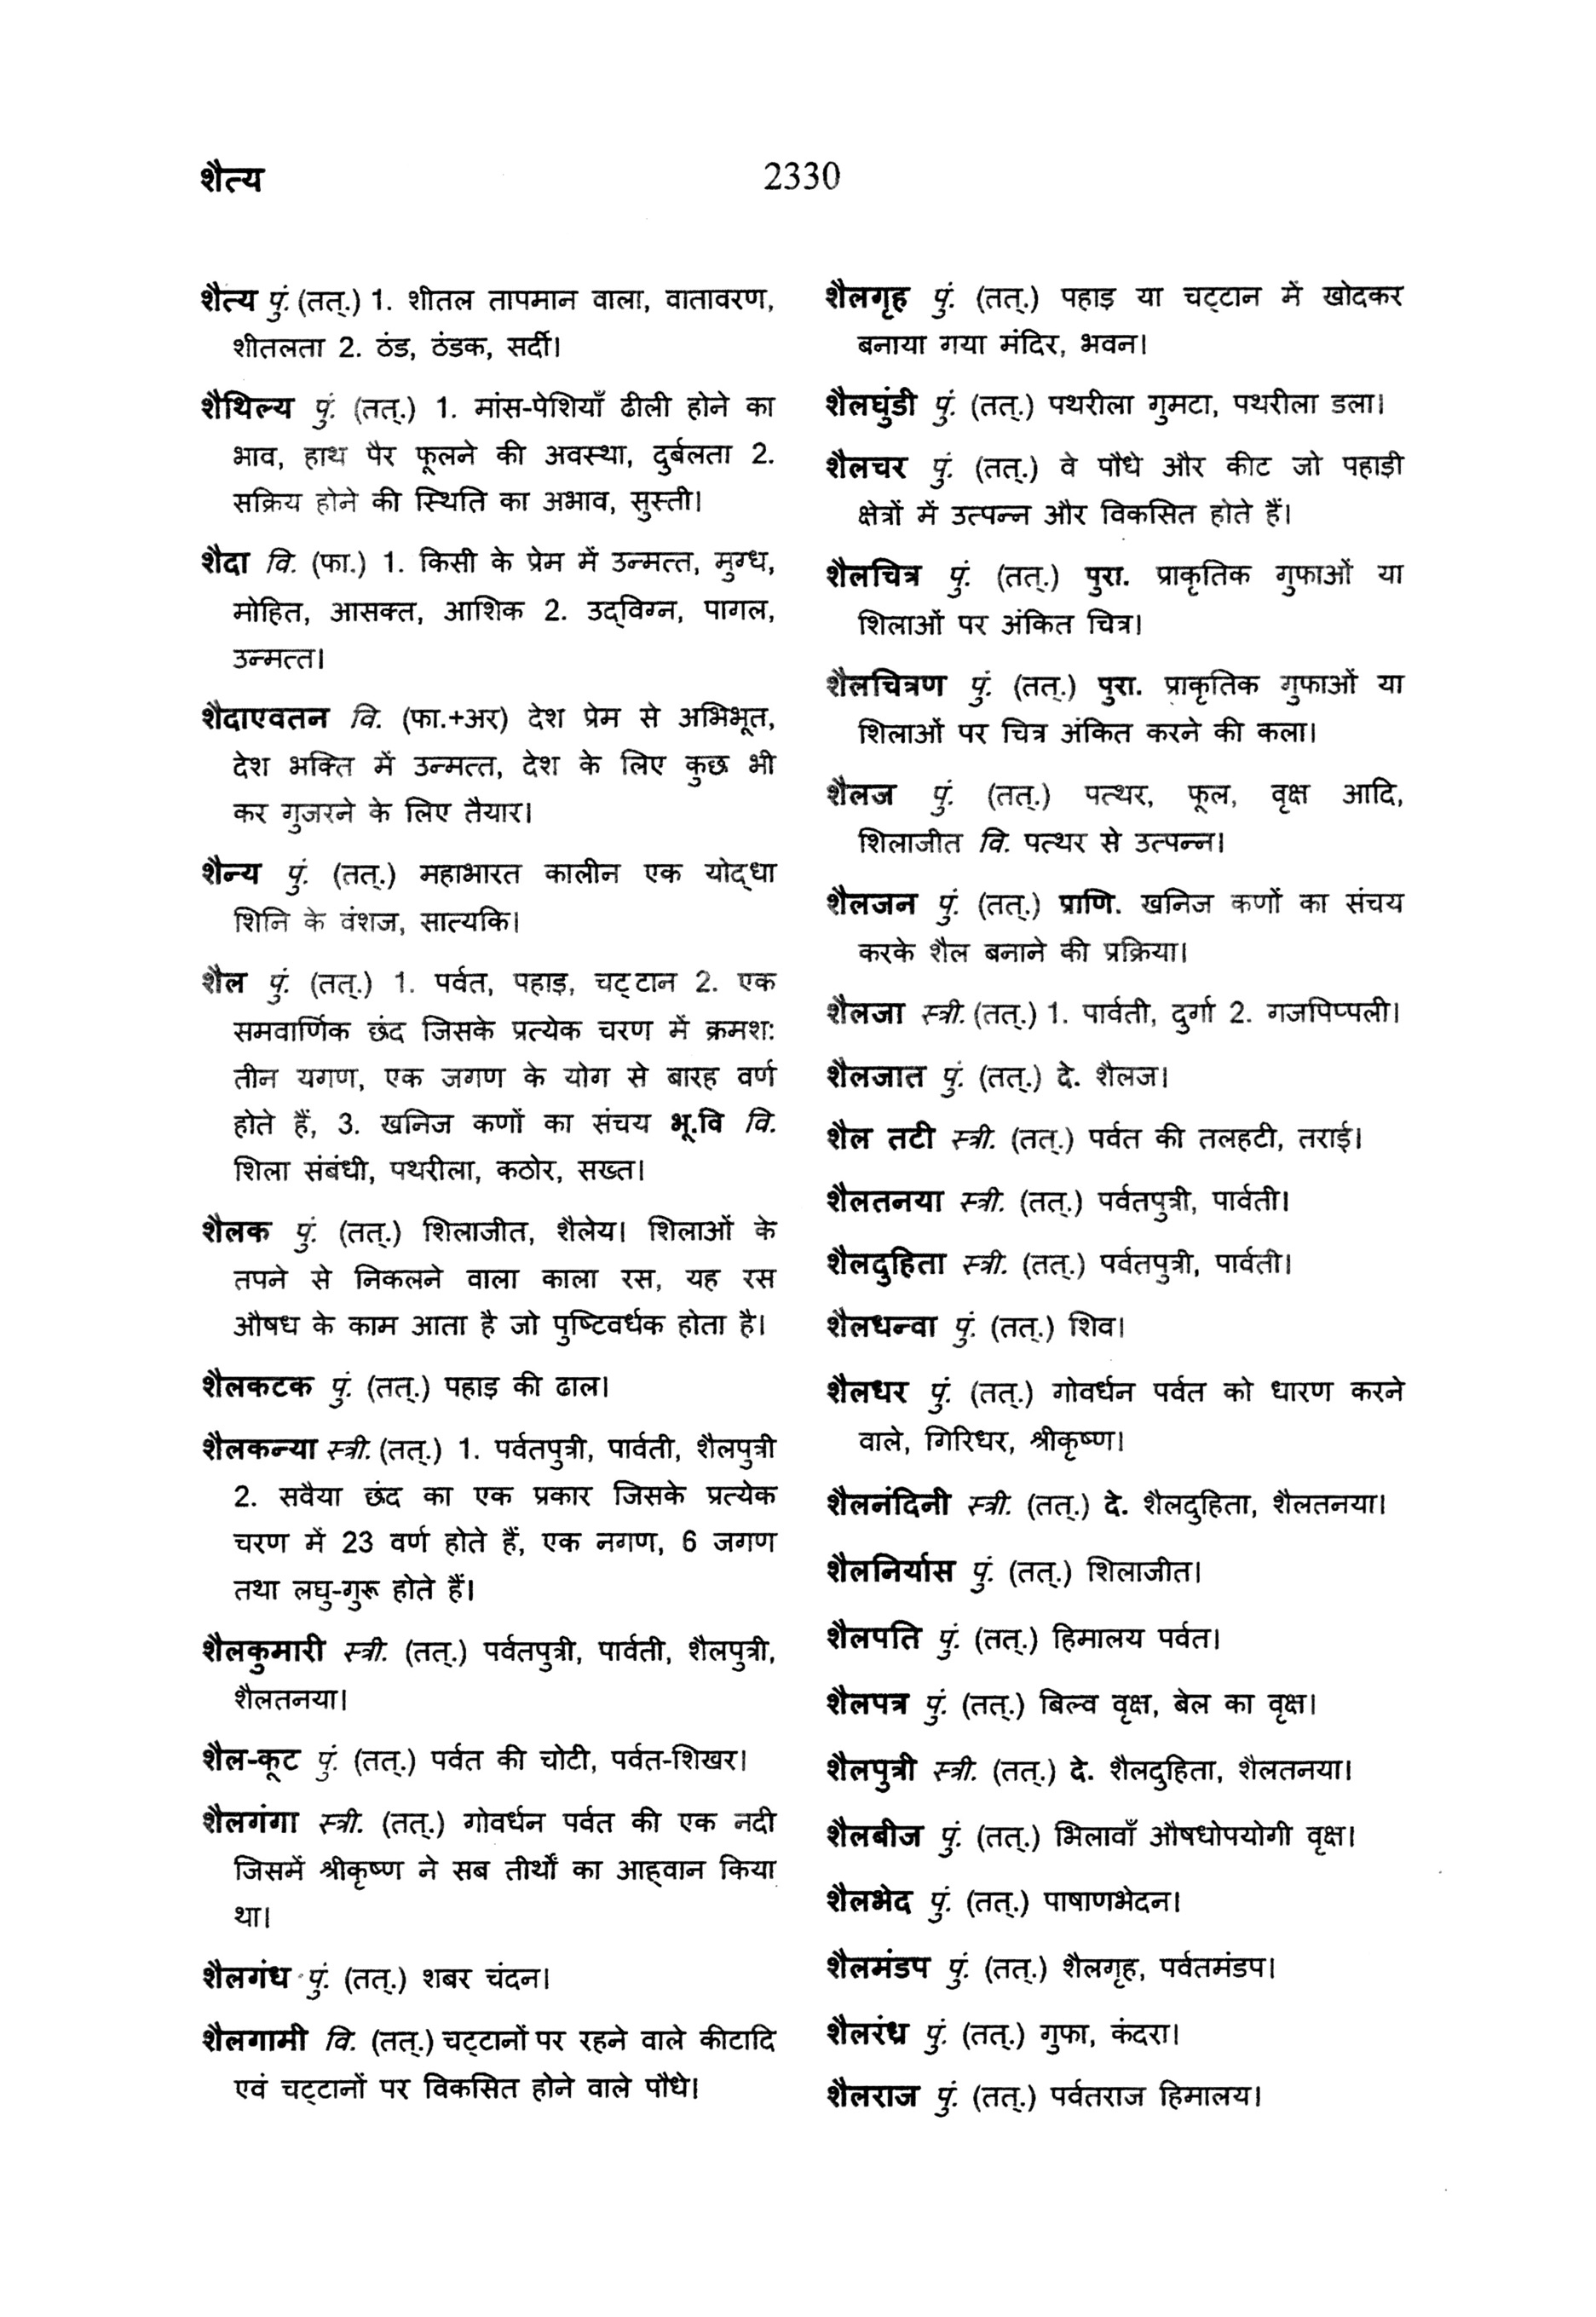 शैत्य
2330
शैत्य पुं. (तत्.) 1. शीतल तापमान वाला, वातावरण,
शीतलता 2. ठंड, ठंडक, सर्दी।
शैथिल्य पुं. (तत्.) 1. मांस-पेशियाँ ढीली होने का
भाव, हाथ पैर फूलने की अवस्था, दुर्बलता 2.
सक्रिय होने की स्थिति का अभाव, सुस्ती।
शैदा वि. (फा.) 1. किसी के प्रेम में उन्मत्त, मुग्ध,
मोहित, आसक्त, आशिक 2. उद्‌विग्न, पागल,
उन्मत्त।
शैदाएवतन वि. (फा.+अर) देश प्रेम से अभिभूत,
देश भक्ति में उन्मत्त, देश के लिए कुछ भी
कर गुजरने के लिए तैयार।
शैन्य पुं. (तत्.) महाभारत कालीन एक योद्‌धा
शिनि के वंशज, सात्यकि।
शैल पुं. (तत्.) 1. पर्वत, पहाड़, चट्‌टान 2. एक
समवार्णिक छंद जिसके प्रत्येक चरण में क्रमश:
तीन यगण, एक जगण के योग से बारह वर्ण
होते हैं, 3. खनिज कणों का संचय भू.वि वि.
शिला संबंधी, पथरीला, कठोर, सख्त।
शैलक पुं. (तत्.) शिलाजीत, शैलेय। शिलाओं के
तपने से निकलने वाला काला रस, यह रस
औषध के काम आता है जो पुष्टिवर्धक होता है।
शैलकटक पुं. (तत्.) पहाड़ की ढाल।
शैलकन्या स्त्री. (तत्.) 1. पर्वतपुत्री, पार्वती, शैलपुत्री
2. सवैया छंद का एक प्रकार जिसके प्रत्येक
चरण में 23 वर्ण होते हैं, एक नगण, 6 जगण
तथा लघु-गुरू होते हैं।
शैलकुमारी स्त्री. (तत्.) पर्वतपुत्री, पार्वती, शैलपुत्री,
शैलतनया।
शैल-कूट पुं. (तत्.) पर्वत की चोटी, पर्वत-शिखर।
शैलगंगा स्त्री. (तत्.) गोवर्धन पर्वत की एक नदी
जिसमें श्रीकृष्ण ने सब तीर्थों का आह्‌वान किया
था।
शैलगंध पुं. (तत्.) शबर चंदन।
शैलगामी वि. (तत्.) चट्‌टानों पर रहने वाले कीटादि
एवं चट्‌टानों पर विकसित होने वाले पौधे।
शैलगृह पुं. (तत्.) पहाड़ या चट्‌टान में खोदकर
बनाया गया मंदिर, भवन।
शैलघुंडी पुं. (तत्.) पथरीला गुमटा, पथरीला डला।
शैलचर पुं. (तत्.) वे पौधे और कीट जो पहाड़ी
क्षेत्रों में उत्पन्न और विकसित होते हैं।
शैलचित्र पुं. (तत्.) पुरा. प्राकृतिक गुफाओं या
शिलाओं पर अंकित चित्र।
शैलचित्रण पुं. (तत्.) पुरा. प्राकृतिक गुफाओं या
शिलाओं पर चित्र अंकित करने की कला।
शैलज पुं. (तत्.) पत्थर, फूल, वृक्ष आदि,
शिलाजीत वि. पत्थर से उत्पन्न।
शैलजन पुं. (तत्.) प्राणि. खनिज कणों का संचय
करके शैल बनाने की प्रक्रिया।
शैलजा स्त्री. (तत्.) 1. पार्वती, दुर्गा 2. गजपिप्पली।
शैलजात पुं. (तत्.) दे. शैलज।
शैल तटी स्त्री. (तत्.) पर्वत की तलहटी, तराई।
शैलतनया स्त्री. (तत्.) पर्वतपुत्री, पार्वती।
शैलदुहिता स्त्री. (तत्.) पर्वतपुत्री, पार्वती।
शैलधन्वा पुं. (तत्.) शिव।
शैलधर पुं. (तत्.) गोवर्धन पर्वत को धारण करने
वाले, गिरिधर, श्रीकृष्ण।
शैलनंदिनी स्त्री. (तत्.) दे. शैलदुहिता, शैलतनया।
शैलनिर्यास पुं. (तत्.) शिलाजीत।
शैलपति पुं. (तत्.) हिमालय पर्वत।
शैलपत्र पुं. (तत्.) बिल्व वृक्ष, बेल का वृक्ष।
शैलपुत्री स्त्री. (तत्.) दे. शैलदुहिता, शैलतनया।
शैलबीज पुं. (तत्.) भिलावाँ औषधोपयोगी वृक्ष।
शैलभेद पुं. (तत्.) पाषाणभेदन।
शैलमंडप पुं. (तत्.) शैलगृह, पर्वतमंडप।
शैलरंध्र पुं. (तत्.) गुफा, कंदरा।
शैलराज पुं. (तत्.) पर्वतराज हिमालय।